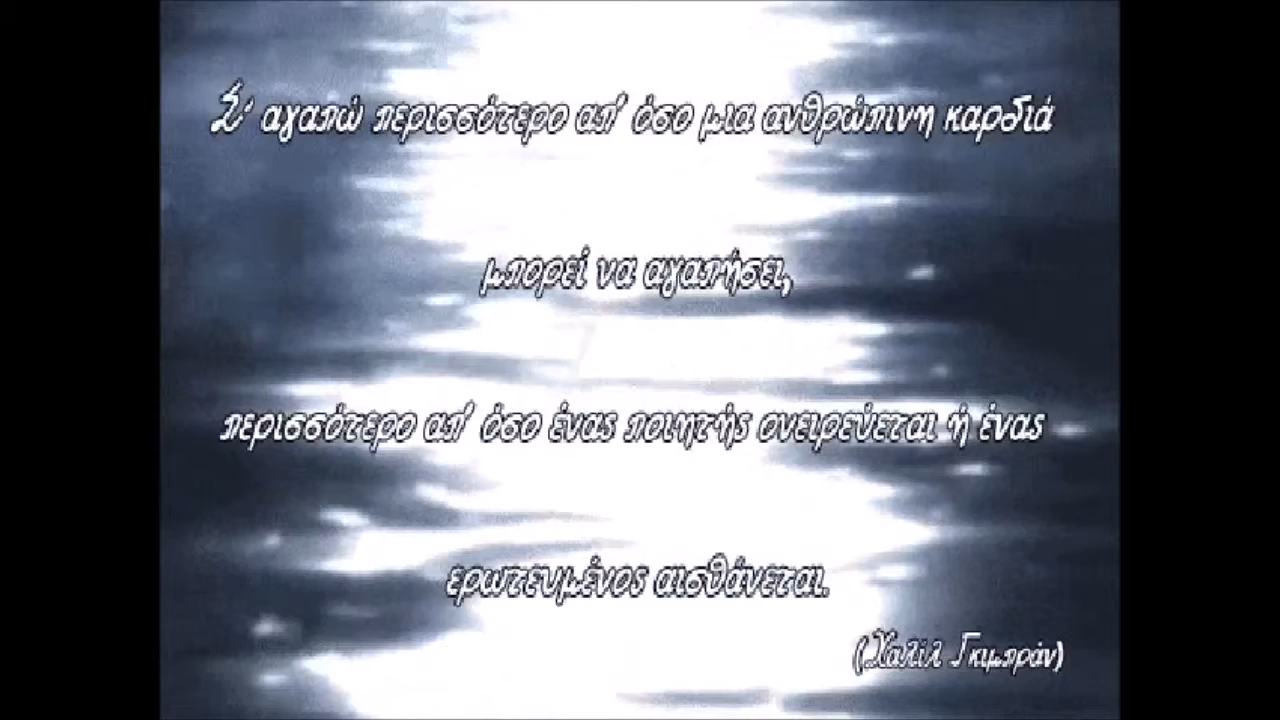 Σ' αγαπώ περισσότερο απ' όσο μια ανθρώπινη καρδιά
μπορεί να αγαπήσει,
περισσότερο απ' όσο ένας ποιητής ονειρεύεται ή ένας
ερωτευμένος αισθάνεται.
(Χαλίλ Γκιμπράν)